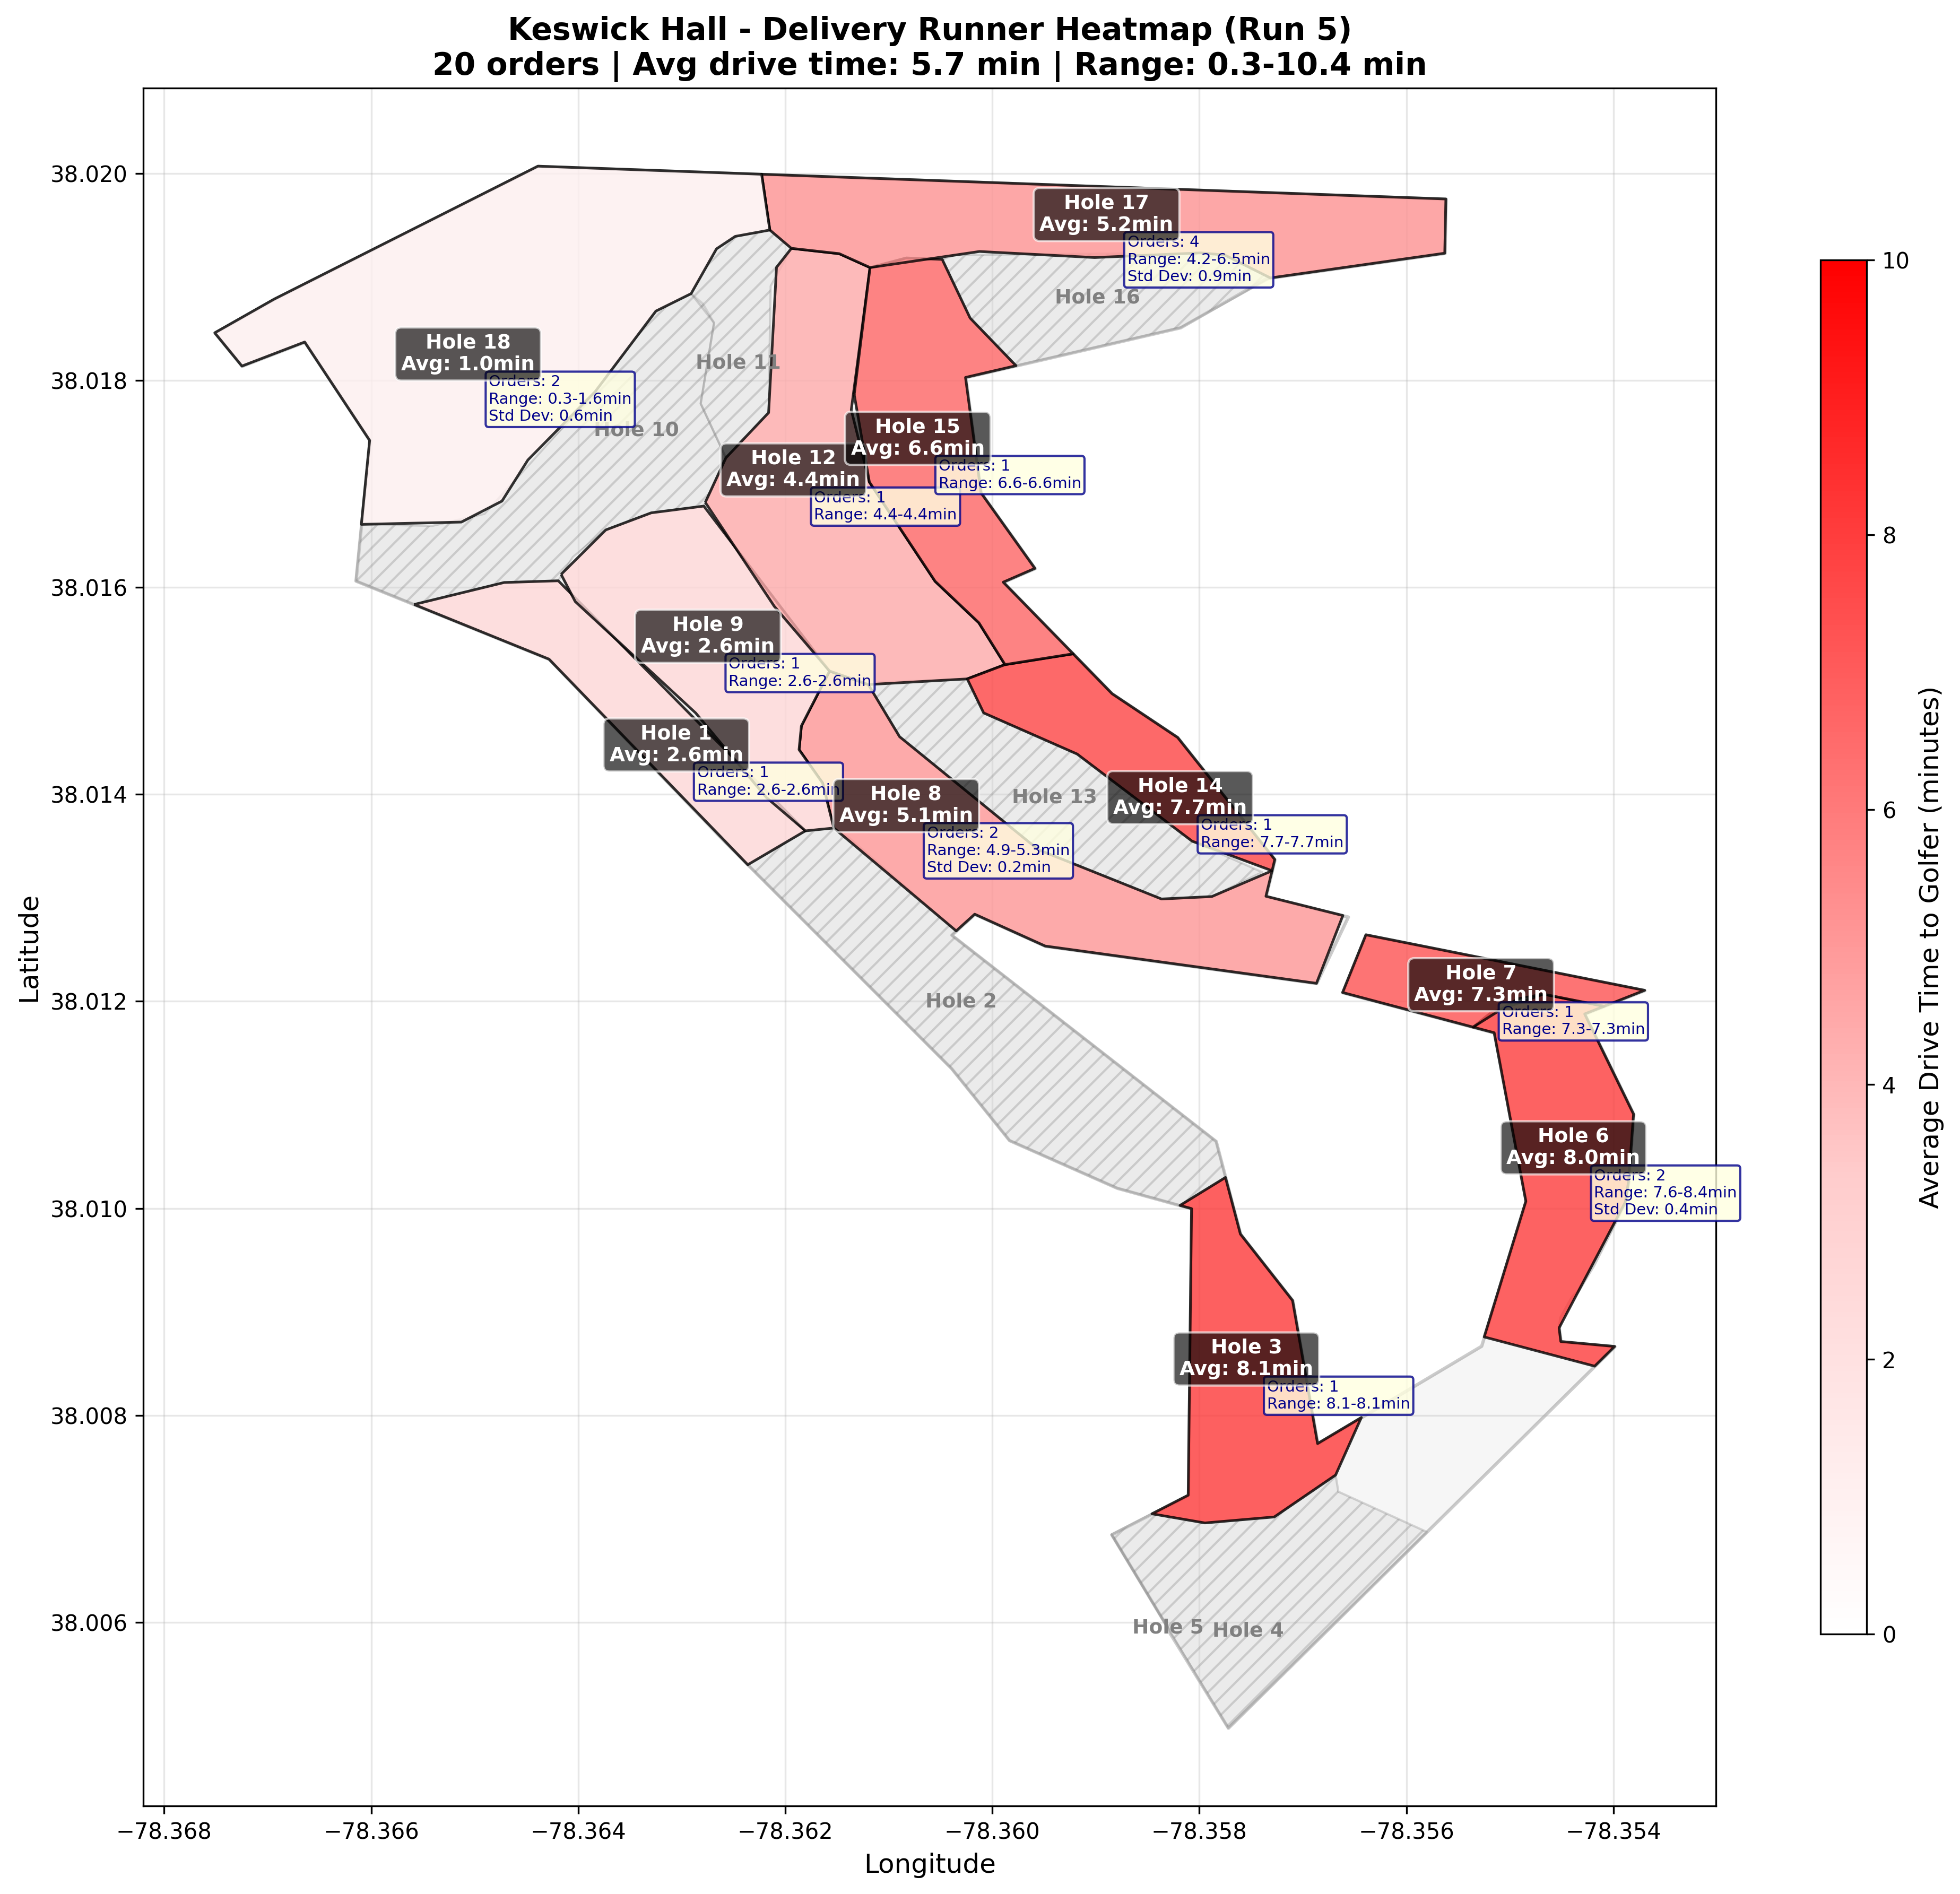 Keswick Hall - Delivery Runner Heatmap (Run 5)
20 orders | Avg drive time: 5.7 min | Range: 0.3-10.4 min
Hole 17
Avg: 5.2min
Orders: 4
Range: 4.2-6.5min
Std Dev: 0.9min
Hole 16
Hole 18
Avg: 1.0min
Orders: 2
Range: 0.3-1.6min
Std Dev: 0.6min
Hole 11
Hole 10
Hole 15
Avg: 6.6min
Orders: 1
Range: 6.6-6.6min
Hole 12
Avg: 4.4min
Orders: 1
Range: 4.4-4.4min
Hole 9
Avg: 2.6min
Orders: 1
Range: 2.6-2.6min
Hole 1
Avg: 2.6min
Orders: 1
Range: 2.6-2.6min
Hole 8
Avg: 5.1min
Orders: 2
Range: 4.9-5.3min
Std Dev: 0.2min
Hole 13
Hole 14
Avg: 7.7min
Orders: 1
Range: 7.7-7.7min
Hole 2
Hole 7
Avg: 7.3min
Orders: 1
Range: 7.3-7.3min
Hole 6
Avg: 8.0min
Orders: 2
Range: 7.6-8.4min
Std Dev: 0.4min
Hole 3
Avg: 8.1min
Orders: 1
Range: 8.1-8.1min
Hole 5
Hole 4
38.020
38.018
38.016
38.014
38.012
38.010
38.008
38.006
Latitude
−78.368
−78.366
−78.364
−78.362
−78.360
−78.358
−78.356
−78.354
Longitude
10
8
6
4
2
0
Average Drive Time to Golfer (minutes)